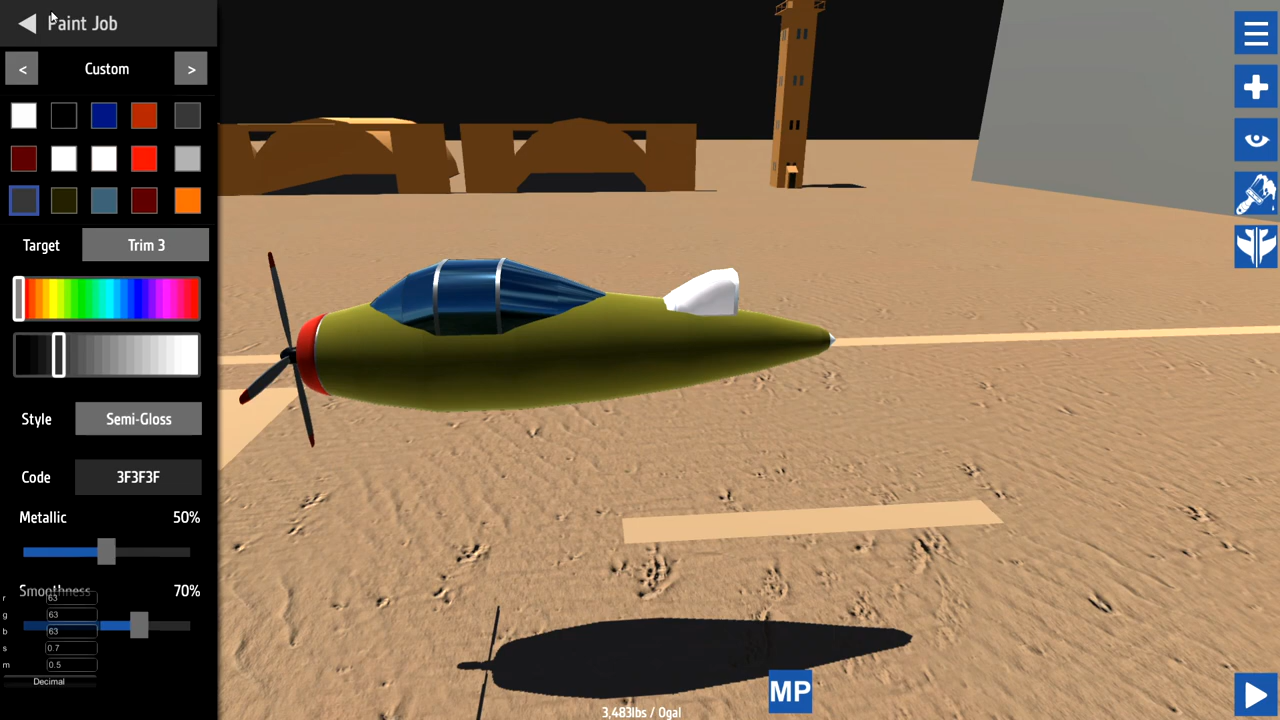 Paint Job
<
Custom
>
Target
Trim 3
Style
Semi-Gloss
Code
3F3F3F
Metallic
50%
Smoothness
70%
r
63
g
63
b
63
s
0.7
m
0.5
Decimal
MP
3,483lbs / 0gal